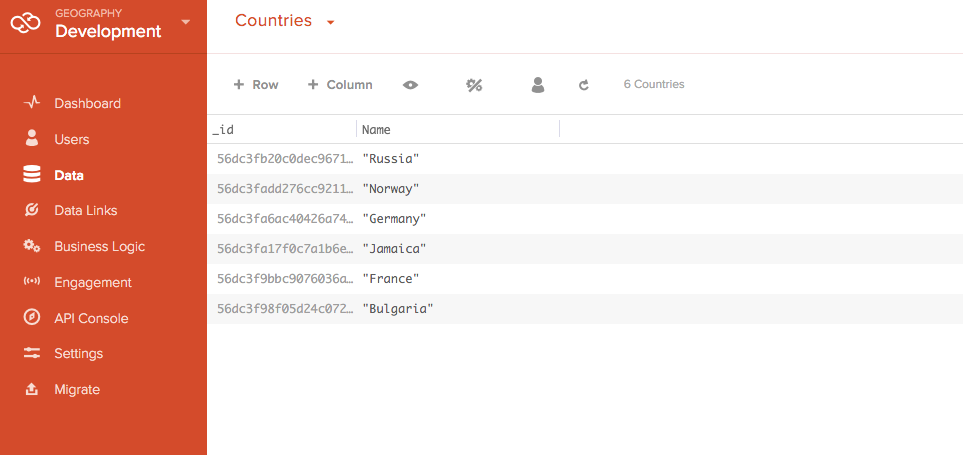 GEOGRAPHY
Development
Countries
Dashboard
Users
Data
Data Links
Business Logic
Engagement
API Console
Settings
Migrate
+ Row + Column 6 Countries
_id Name
56dc3fb20c0dec9671… "Russia"
56dc3fadd276cc9211… "Norway"
56dc3fa6ac40426a74… "Germany"
56dc3fa17f0c7a1b6e… "Jamaica"
56dc3f9bbc9076036a… "France"
56dc3f98f05d24c072… "Bulgaria"